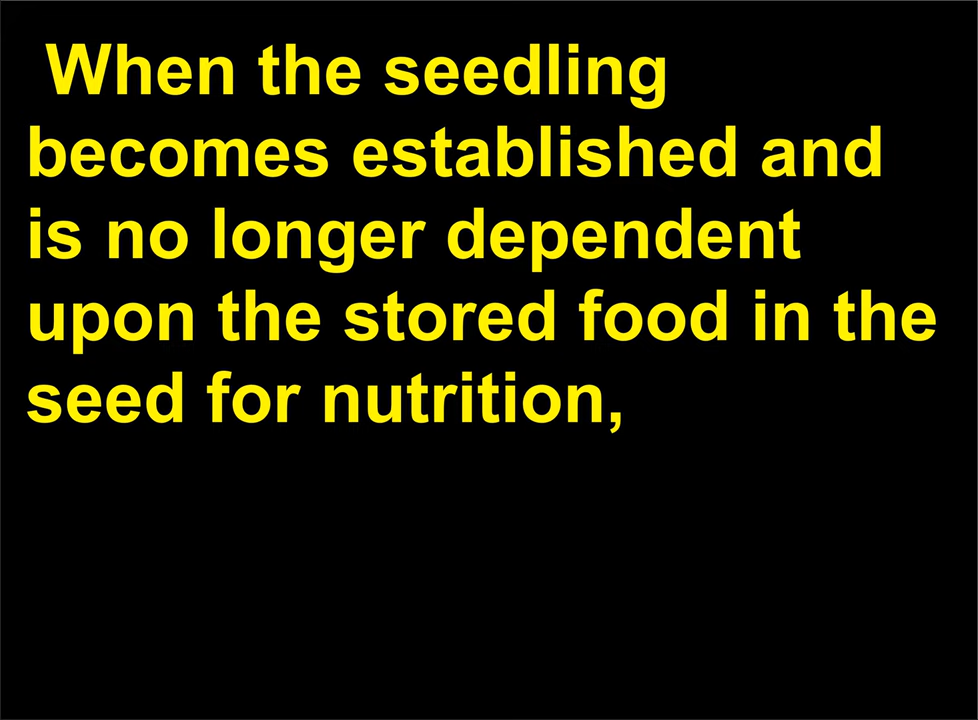 When the seedling
becomes established and
is no longer dependent
upon the stored food in the
seed for nutrition,